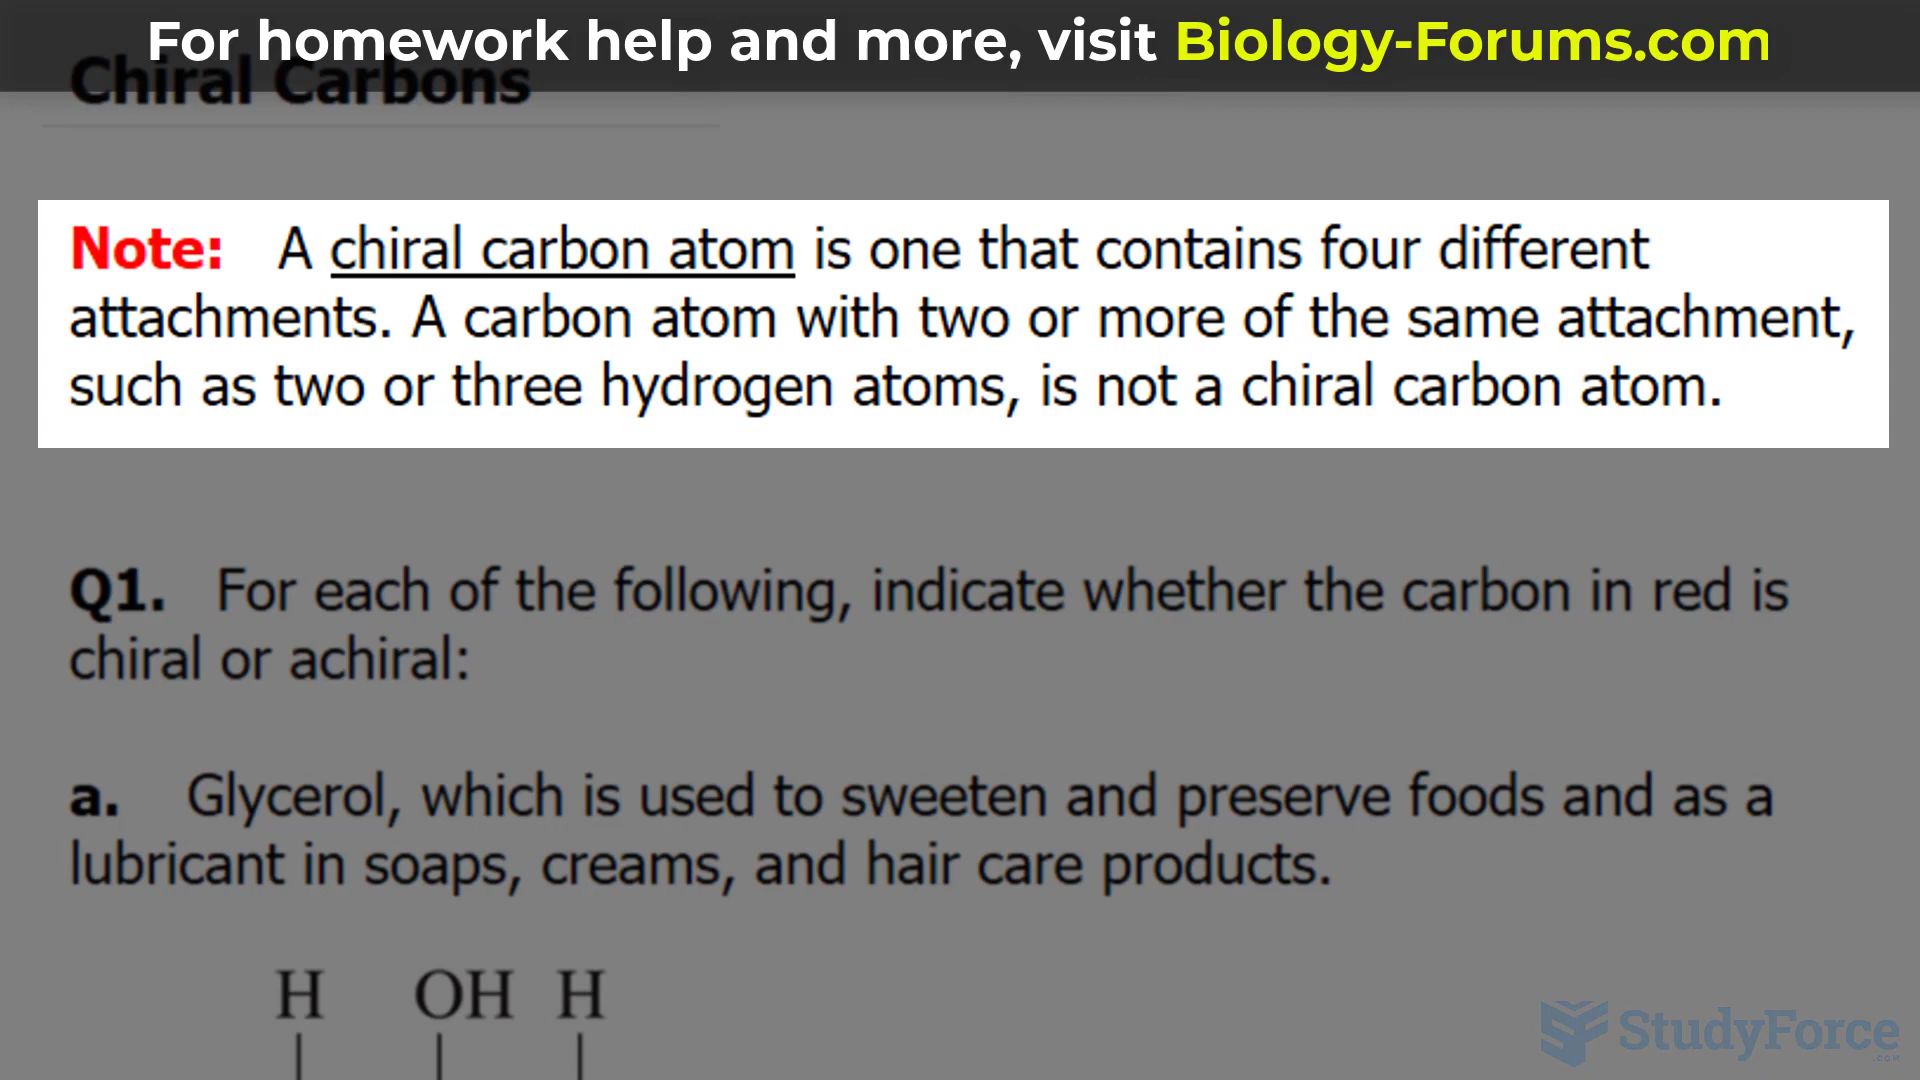 For homework help and more, visit Biology-Forums.com
Chiral Carbons
Note: A chiral carbon atom is one that contains four different
attachments. A carbon atom with two or more of the same attachment,
such as two or three hydrogen atoms, is not a chiral carbon atom.
Q1. For each of the following, indicate whether the carbon in red is
chiral or achiral:
a. Glycerol, which is used to sweeten and preserve foods and as a
lubricant in soaps, creams, and hair care products.
H OH H
StudyForce
.COM